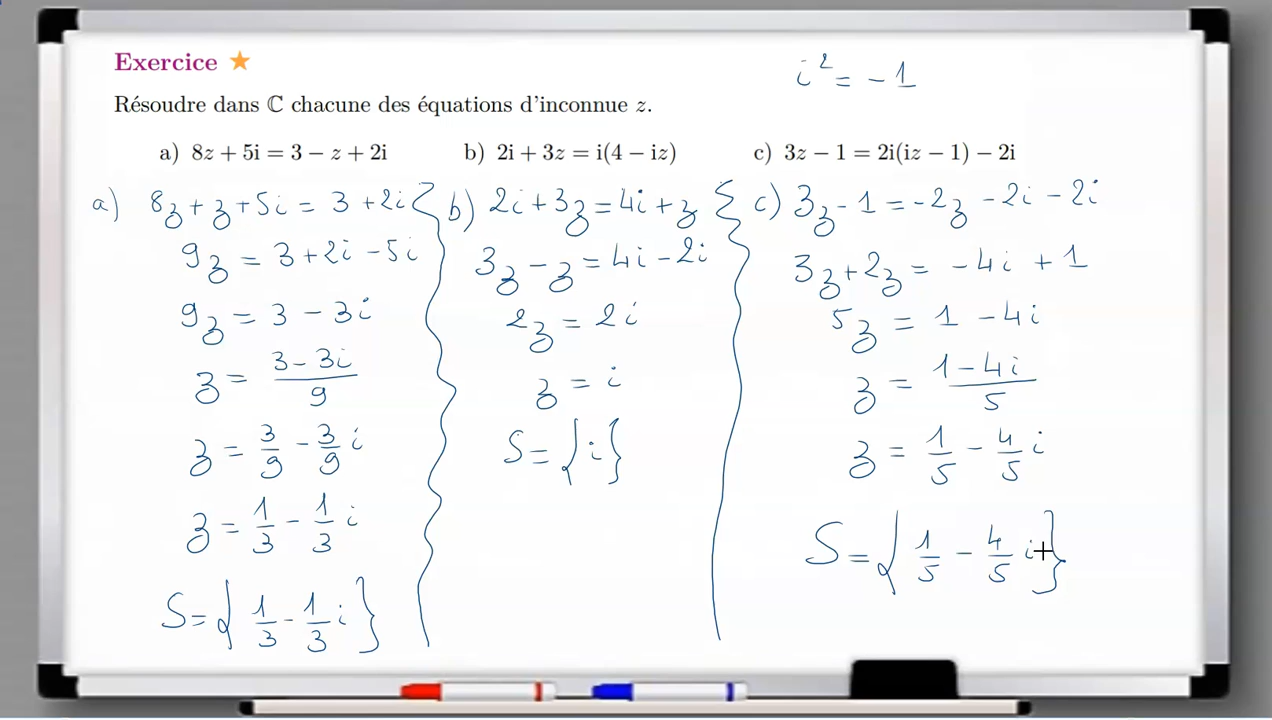 Exercice ★
i² = -1
Résoudre dans ℂ chacune des équations d'inconnue z.
a) 8z + 5i = 3 − z + 2i
b) 2i + 3z = i(4 − iz)
c) 3z − 1 = 2i(iz − 1) − 2i
a) 8z + z + 5i = 3 + 2i
9z = 3 + 2i - 5i
9z = 3 - 3i
z = (3 - 3i)/9
z = 3/9 - 3/9 i
z = 1/3 - 1/3 i
S = {1/3 - 1/3 i}
b) 2i + 3z = 4i + z
3z - z = 4i - 2i
2z = 2i
z = i
S = {i}
c) 3z - 1 = -2z - 2i - 2i
3z + 2z = -4i + 1
5z = 1 - 4i
z = (1 - 4i)/5
z = 1/5 - 4/5 i
S = {1/5 - 4/5 i}